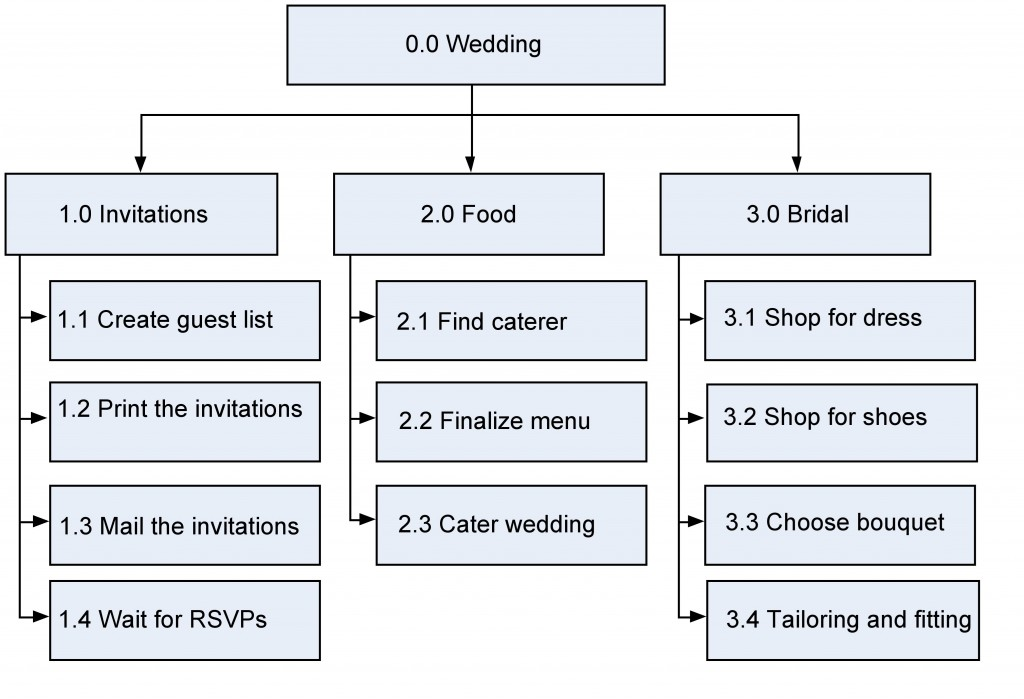 0.0 Wedding
1.0 Invitations
1.1 Create guest list
1.2 Print the invitations
1.3 Mail the invitations
1.4 Wait for RSVPs
2.0 Food
2.1 Find caterer
2.2 Finalize menu
2.3 Cater wedding
3.0 Bridal
3.1 Shop for dress
3.2 Shop for shoes
3.3 Choose bouquet
3.4 Tailoring and fitting